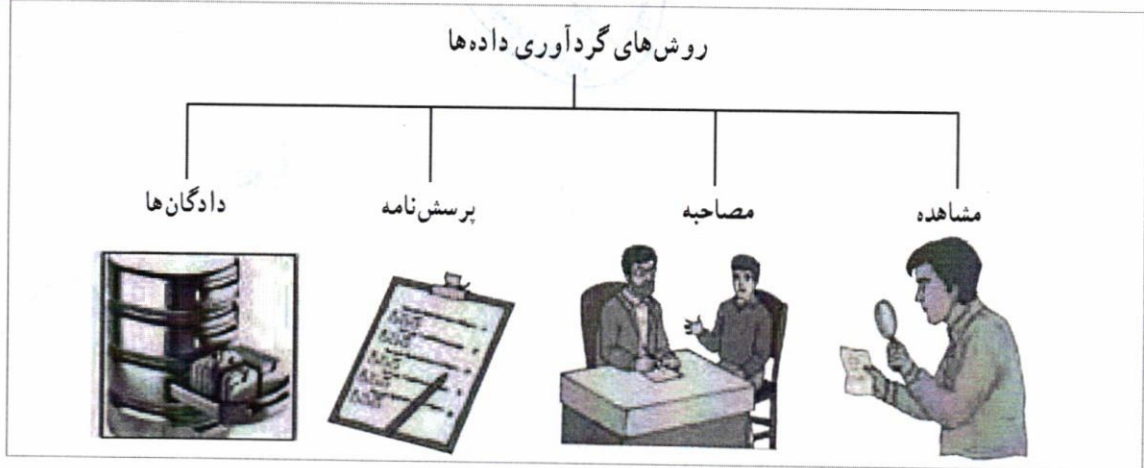 روش‌های گردآوری داده‌ها
مشاهده
مصاحبه
پرسش‌نامه
دادگان‌ها